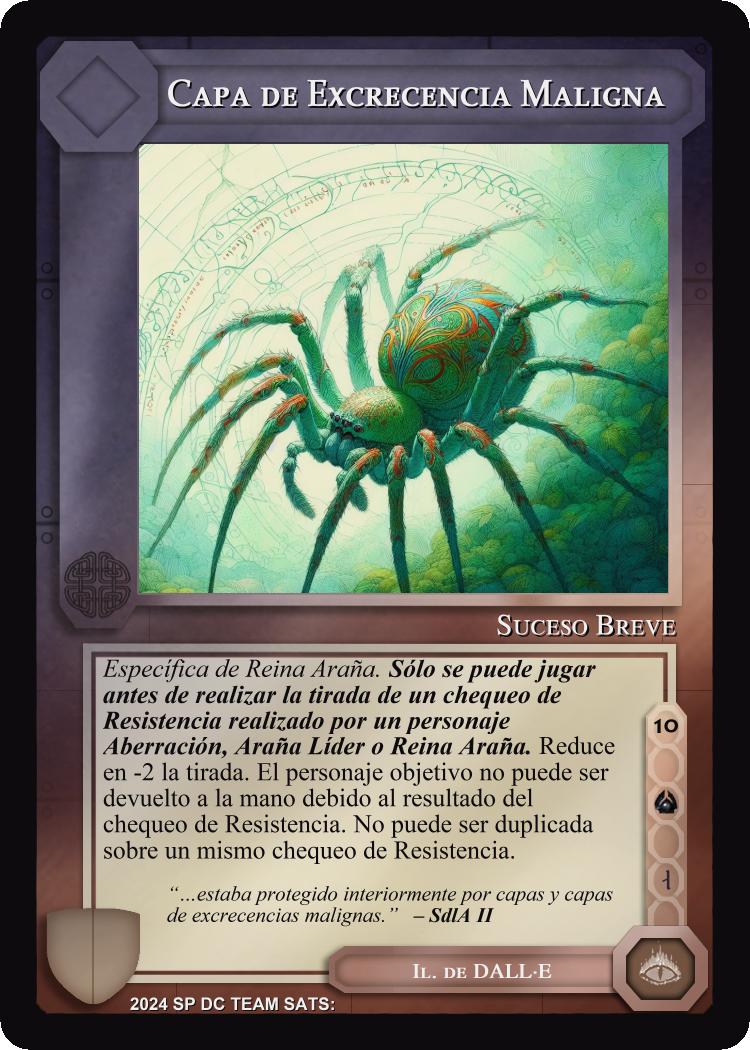 Capa de Excrecencia Maligna
Suceso Breve
Específica de Reina Araña. Sólo se puede jugar
antes de realizar la tirada de un chequeo de
Resistencia realizado por un personaje
Aberración, Araña Líder o Reina Araña. Reduce
en -2 la tirada. El personaje objetivo no puede ser
devuelto a la mano debido al resultado del
chequeo de Resistencia. No puede ser duplicada
sobre un mismo chequeo de Resistencia.
10
“...estaba protegido interiormente por capas y capas
de excrecencias malignas.” – SdlA II
Il. de DALL·E
2024 SP DC TEAM SATS: